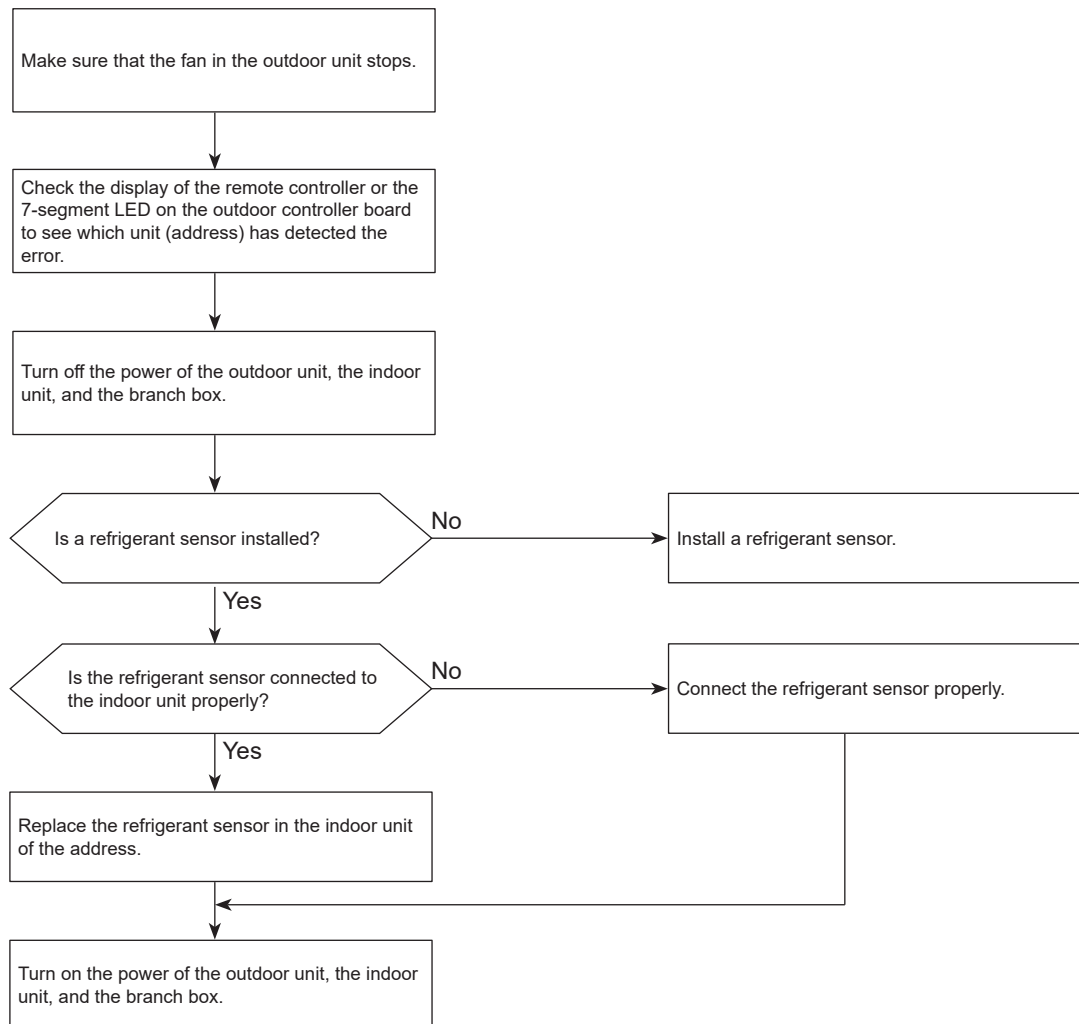 Make sure that the fan in the outdoor unit stops.
Check the display of the remote controller or the
7-segment LED on the outdoor controller board
to see which unit (address) has detected the
error.
Turn off the power of the outdoor unit, the indoor
unit, and the branch box.
Is a refrigerant sensor installed?
No
Install a refrigerant sensor.
Yes
Is the refrigerant sensor connected to
the indoor unit properly?
No
Connect the refrigerant sensor properly.
Yes
Replace the refrigerant sensor in the indoor unit
of the address.
Turn on the power of the outdoor unit, the indoor
unit, and the branch box.